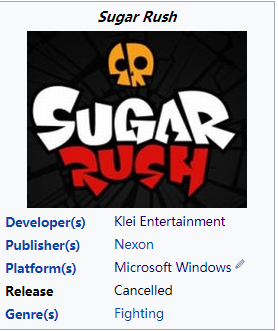 Sugar Rush
SUGAR
RUSH
Developer(s) Klei Entertainment
Publisher(s) Nexon
Platform(s) Microsoft Windows
Release Cancelled
Genre(s) Fighting